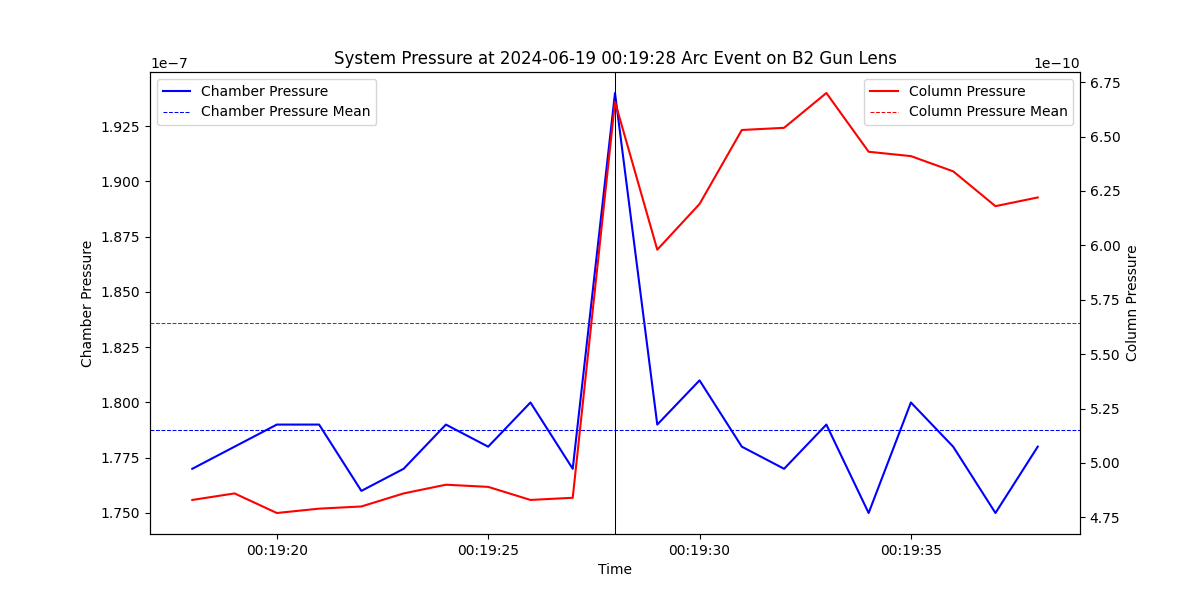 System Pressure at 2024-06-19 00:19:28 Arc Event on B2 Gun Lens
1e−7
1e−10
Chamber Pressure
Chamber Pressure Mean
Column Pressure
Column Pressure Mean
Chamber Pressure
1.925
1.900
1.875
1.850
1.825
1.800
1.775
1.750
6.75
6.50
6.25
6.00
5.75
5.50
5.25
5.00
4.75
Column Pressure
00:19:20
00:19:25
00:19:30
00:19:35
Time